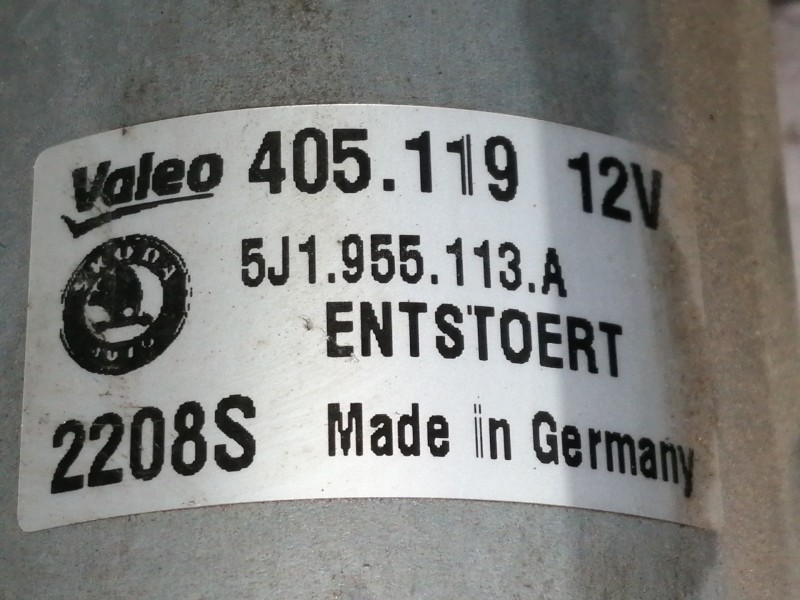 Valeo 405.119 12V
5J1.955.113.A
ENTSTOERT
2208S Made in Germany